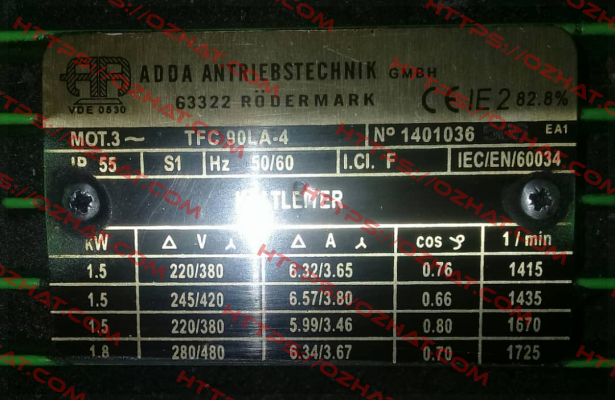 ADDA ANTRIEBSTECHNIK GMBH
VDE 0530
63322 RÖDERMARK
CE IE2 82.8%
MOT.3~ TFC 90LA-4 Nº 1401036 EA1
IP 55 S1 Hz 50/60 I.Cl. F IEC/EN/60034
kW Δ V Y Δ A Y cos φ 1/min
1.5 220/380 6.32/3.65 0.76 1415
1.5 245/420 6.57/3.80 0.66 1435
1.5 220/380 5.99/3.46 0.80 1670
1.8 280/480 6.34/3.67 0.70 1725
HTTPS://OZHAT.COM